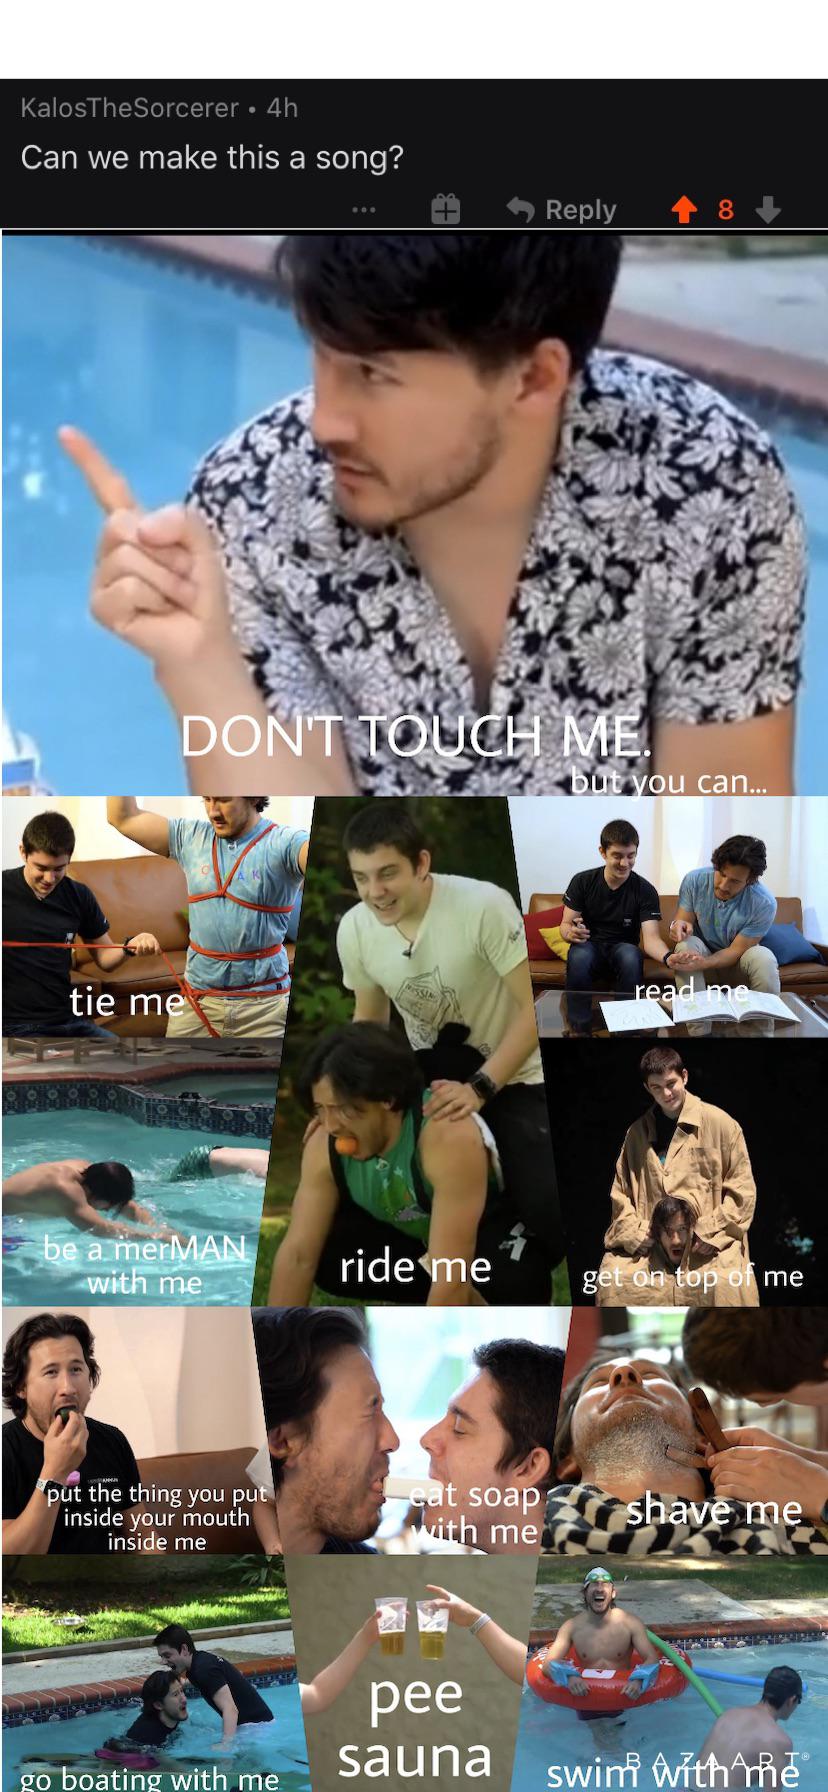 KalosTheSorcerer • 4h
Can we make this a song?
Reply 8
DON'T TOUCH ME.
but you can...
tie me
ride me
read me
be a merMAN
with me
get on top of me
put the thing you put
inside your mouth
inside me
eat soap
with me
shave me
go boating with me
pee
sauna
swim with me
BAZAART®